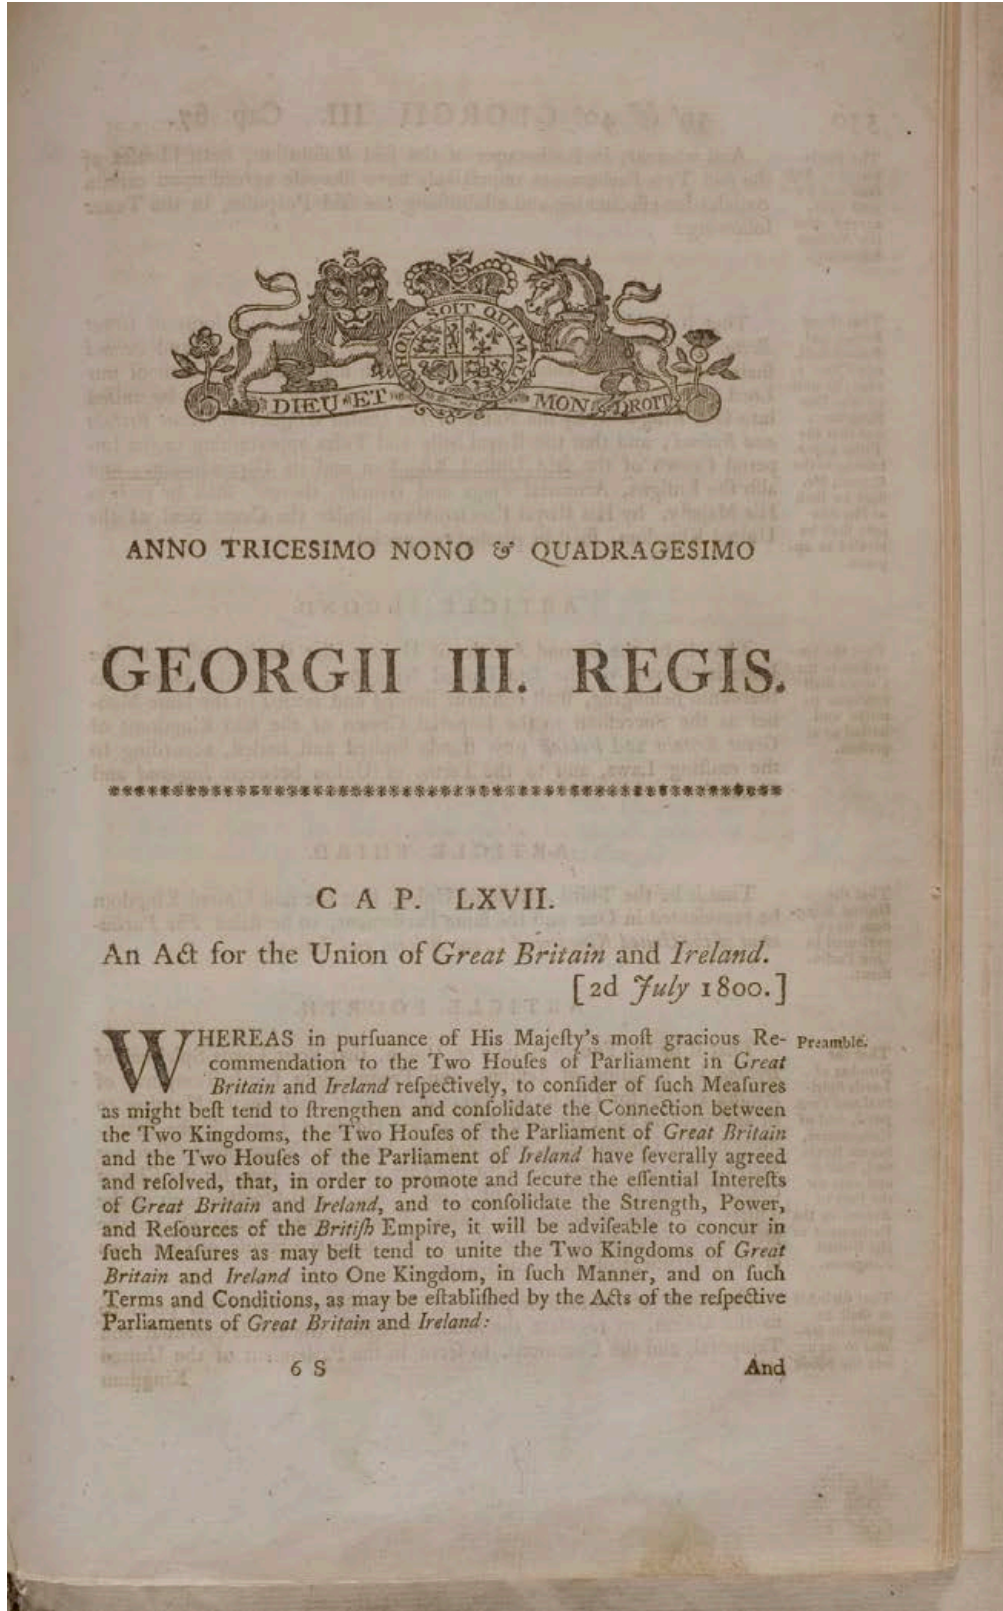 HONI SOIT QUI MAL Y
DIEU ET MON DROIT
ANNO TRICESIMO NONO & QUADRAGESIMO
GEORGII III. REGIS.
CAP. LXVII.
An Act for the Union of Great Britain and Ireland.
[2d July 1800.]
WHEREAS in purſuance of His Majeſty's moſt gracious Re-
Preamble.
commendation to the Two Houſes of Parliament in Great
Britain and Ireland reſpectively, to conſider of ſuch Meaſures
as might beſt tend to ſtrengthen and conſolidate the Connection between
the Two Kingdoms, the Two Houſes of the Parliament of Great Britain
and the Two Houſes of the Parliament of Ireland have ſeverally agreed
and reſolved, that, in order to promote and ſecure the eſſential Intereſts
of Great Britain and Ireland, and to conſolidate the Strength, Power,
and Reſources of the Britiſh Empire, it will be adviſeable to concur in
ſuch Meaſures as may beſt tend to unite the Two Kingdoms of Great
Britain and Ireland into One Kingdom, in ſuch Manner, and on ſuch
Terms and Conditions, as may be eſtabliſhed by the Acts of the reſpective
Parliaments of Great Britain and Ireland:
6 S
And